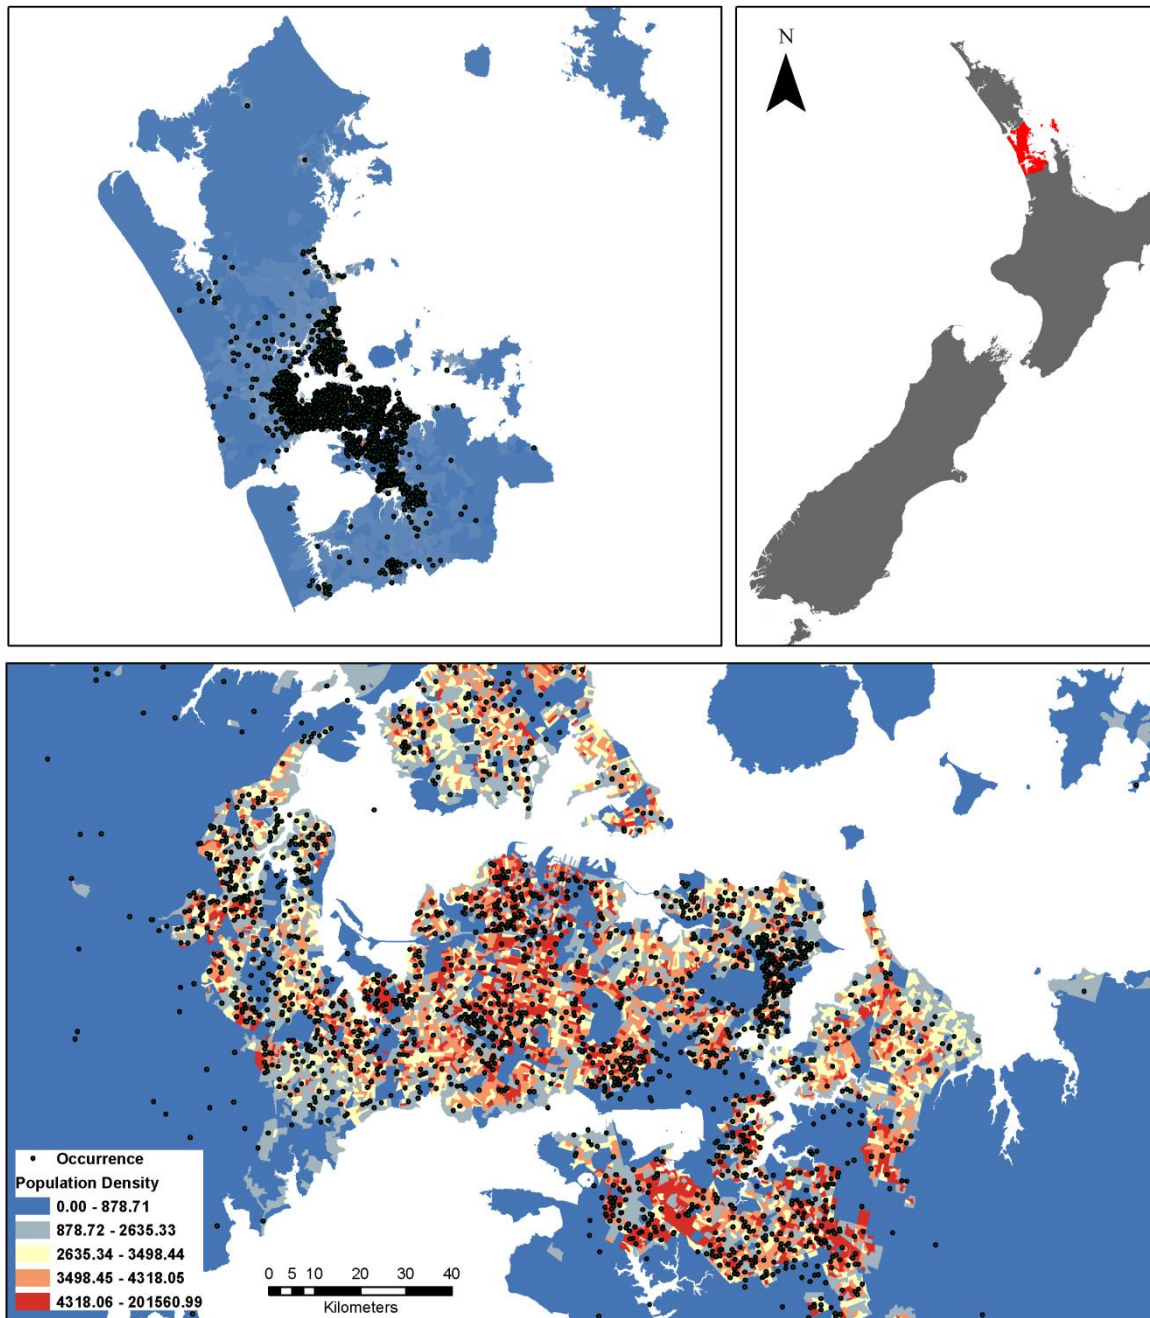 N
Occurrence
Population Density
0.00 - 878.71
878.72 - 2635.33
2635.34 - 3498.44
3498.45 - 4318.05
4318.06 - 201560.99
0 5 10 20 30 40
Kilometers